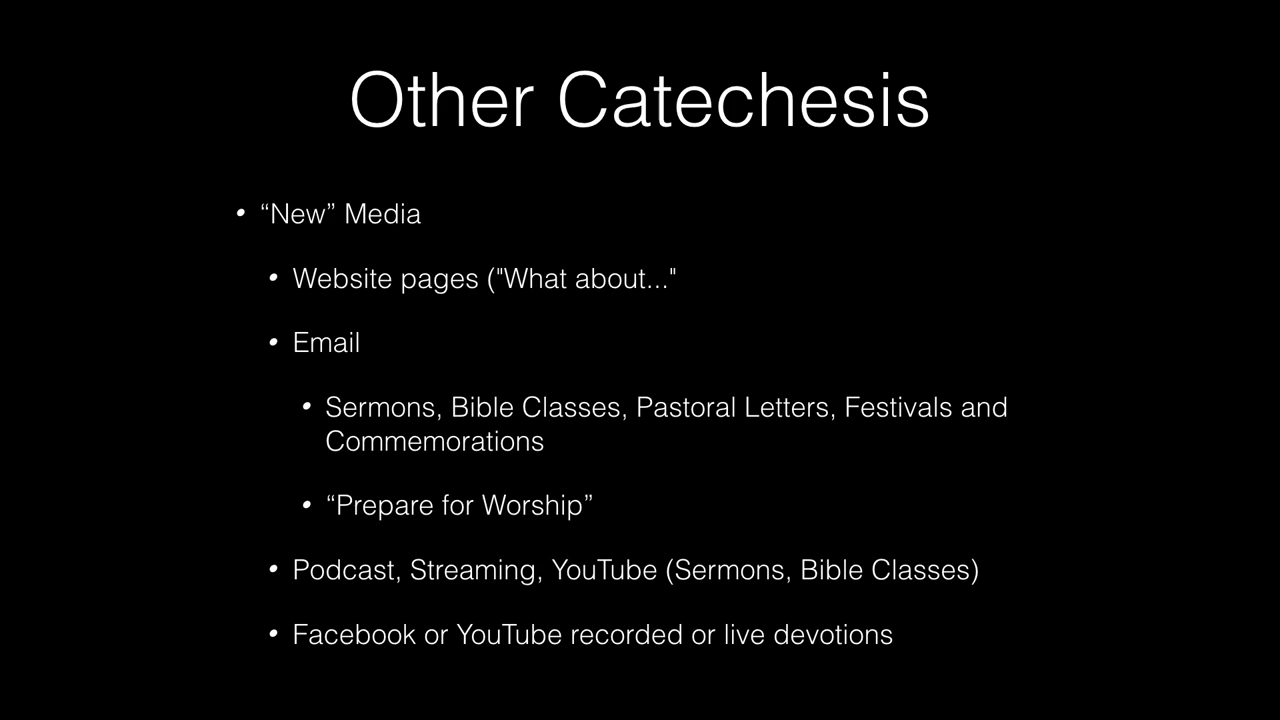 Other Catechesis
• “New” Media
• Website pages ("What about..."
• Email
• Sermons, Bible Classes, Pastoral Letters, Festivals and
Commemorations
• “Prepare for Worship”
• Podcast, Streaming, YouTube (Sermons, Bible Classes)
• Facebook or YouTube recorded or live devotions